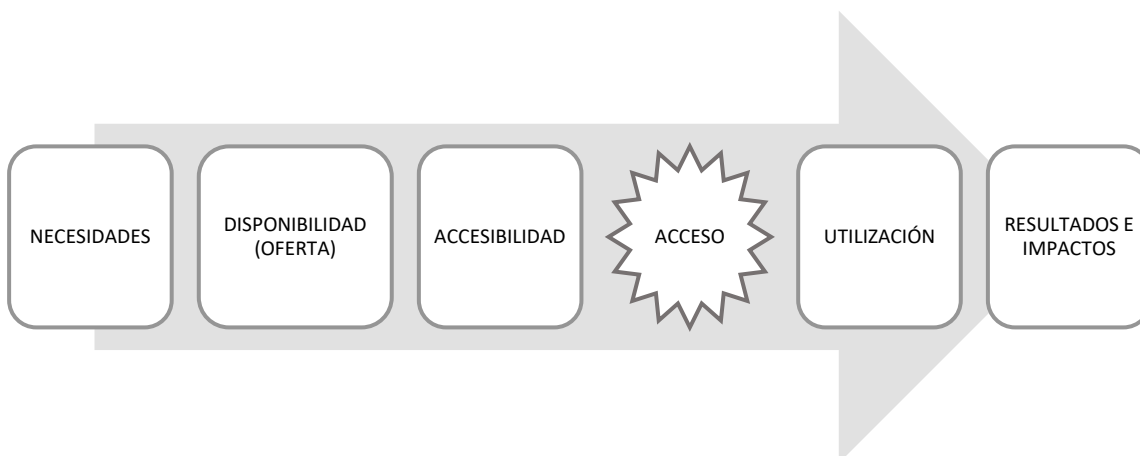 NECESIDADES
DISPONIBILIDAD
(OFERTA)
ACCESIBILIDAD
ACCESO
UTILIZACIÓN
RESULTADOS E
IMPACTOS